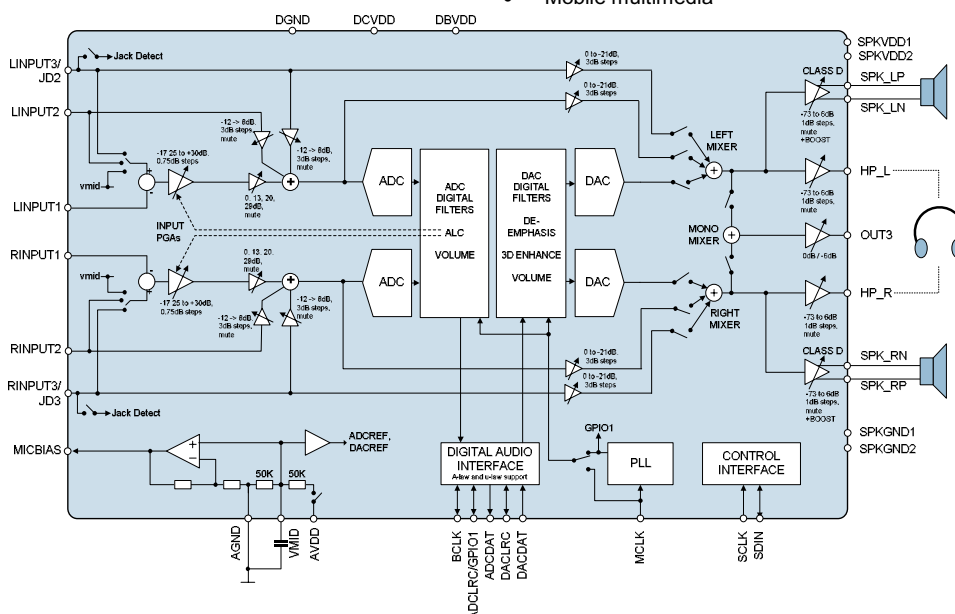 Mobile multimedia
DGND
DCVDD
DBVDD
LINPUT3/
JD2
Jack Detect
LINPUT2
-12 -> 6dB,
3dB steps,
mute
-12 -> 6dB,
3dB steps,
mute
-17.25 to +30dB,
0.75dB steps
vmid
-
+
LINPUT1
0, 13, 20,
29dB,
mute
INPUT
PGAs
RINPUT1
0, 13, 20,
29dB,
mute
vmid
-
+
-17.25 to +30dB,
0.75dB steps
-12 -> 6dB,
3dB steps,
mute
-12 -> 6dB,
3dB steps,
mute
RINPUT2
RINPUT3/
JD3
Jack Detect
MICBIAS
+
-
ADCREF,
DACREF
50K
50K
AGND
VMID
AVDD
ADC
ADC
ADC
DIGITAL
FILTERS
ALC
VOLUME
DAC
DIGITAL
FILTERS
DE-
EMPHASIS
3D ENHANCE
VOLUME
DAC
DAC
0 to -21dB,
3dB steps
0 to -21dB,
3dB steps
0 to -21dB,
3dB steps
0 to -21dB,
3dB steps
LEFT
MIXER
MONO
MIXER
RIGHT
MIXER
DIGITAL AUDIO
INTERFACE
A-law and u-law support
GPIO1
PLL
CONTROL
INTERFACE
BCLK
ADCLRC/GPIO1
ADCDAT
DACLRC
DACDAT
MCLK
SCLK
SDIN
SPKVDD1
SPKVDD2
CLASS D
SPK_LP
SPK_LN
-73 to 6dB
1dB steps,
mute
+BOOST
HP_L
-73 to 6dB
1dB steps,
mute
OUT3
0dB / -6dB
HP_R
-73 to 6dB
1dB steps,
mute
CLASS D
SPK_RN
SPK_RP
-73 to 6dB
1dB steps,
mute
+BOOST
SPKGND1
SPKGND2